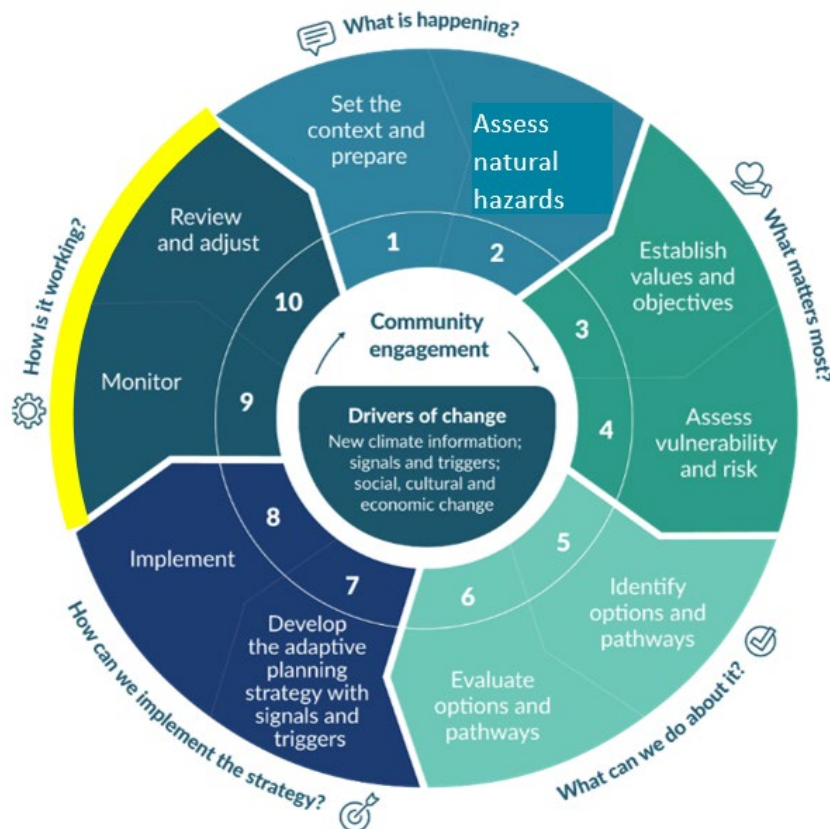 What is happening?
Set the
context and
prepare
1
Assess
natural
hazards
2
What matters most?
Establish
values and
objectives
3
Assess
vulnerability
and risk
4
What can we do about it?
Identify
options and
pathways
5
Evaluate
options and
pathways
6
How can we implement the strategy?
Develop
the adaptive
planning
strategy with
signals and
triggers
7
Implement
8
How is it working?
Monitor
9
Review
and adjust
10
Community
engagement
Drivers of change
New climate information;
signals and triggers;
social, cultural and
economic change